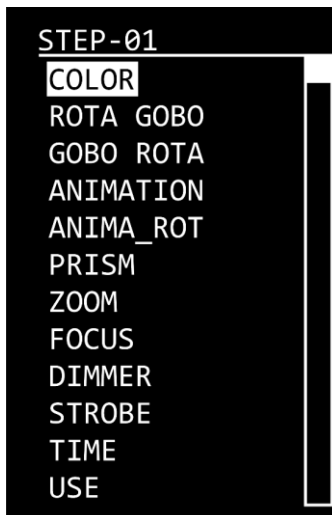 STEP-01
COLOR
ROTA GOBO
GOBO ROTA
ANIMATION
ANIMA_ROT
PRISM
ZOOM
FOCUS
DIMMER
STROBE
TIME
USE